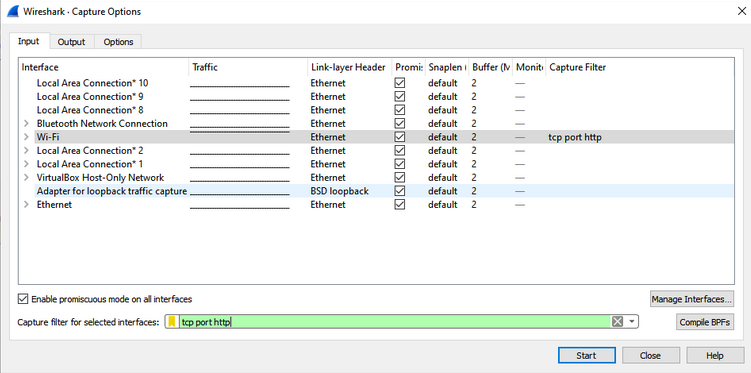 Wireshark · Capture Options
Input Output Options
Interface Traffic Link-layer Header Promis Snaplen ( Buffer (M Monito Capture Filter
Local Area Connection* 10 Ethernet default 2 —
Local Area Connection* 9 Ethernet default 2 —
Local Area Connection* 8 Ethernet default 2 —
Bluetooth Network Connection Ethernet default 2 —
Wi-Fi Ethernet default 2 — tcp port http
Local Area Connection* 2 Ethernet default 2 —
Local Area Connection* 1 Ethernet default 2 —
VirtualBox Host-Only Network Ethernet default 2 —
Adapter for loopback traffic capture BSD loopback default 2 —
Ethernet Ethernet default 2 —
Enable promiscuous mode on all interfaces Manage Interfaces...
Capture filter for selected interfaces: tcp port http Compile BPFs
Start Close Help